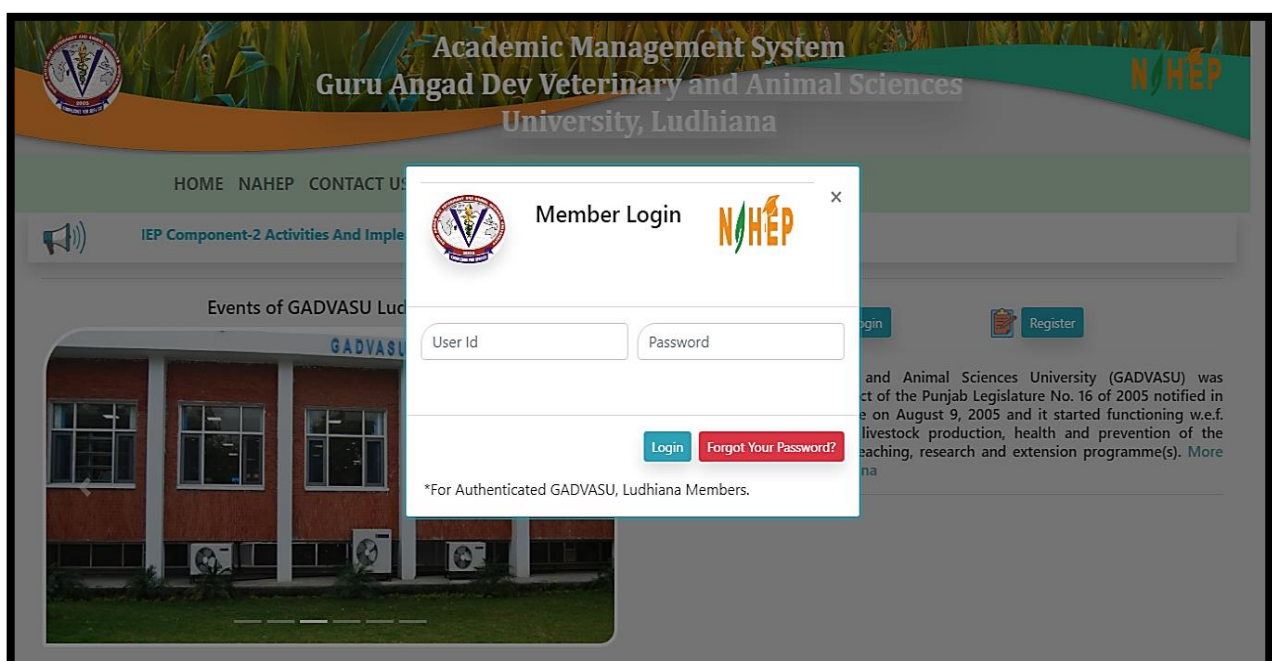 Academic Management System
Guru Angad Dev Veterinary and Animal Sciences
University, Ludhiana
NAHEP
HOME NAHEP CONTACT US
IEP Component-2 Activities And Imple
Member Login
NAHEP
×
User Id
Password
Login
Forgot Your Password?
*For Authenticated GADVASU, Ludhiana Members.
Events of GADVASU Lud
GADVASU
ogin
Register
and Animal Sciences University (GADVASU) was
ct of the Punjab Legislature No. 16 of 2005 notified in
e on August 9, 2005 and it started functioning w.e.f.
livestock production, health and prevention of the
eaching, research and extension programme(s). More
na